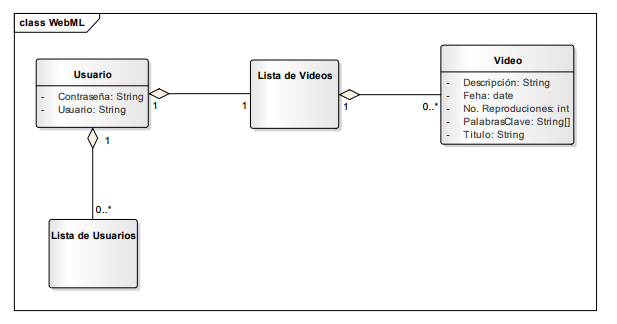 class WebML
Usuario
- Contraseña: String
- Usuario: String
1
1
Lista de Videos
1
0..*
Video
- Descripción: String
- Feha: date
- No. Reproduciones: int
- PalabrasClave: String[]
- Titulo: String
1
0..*
Lista de Usuarios